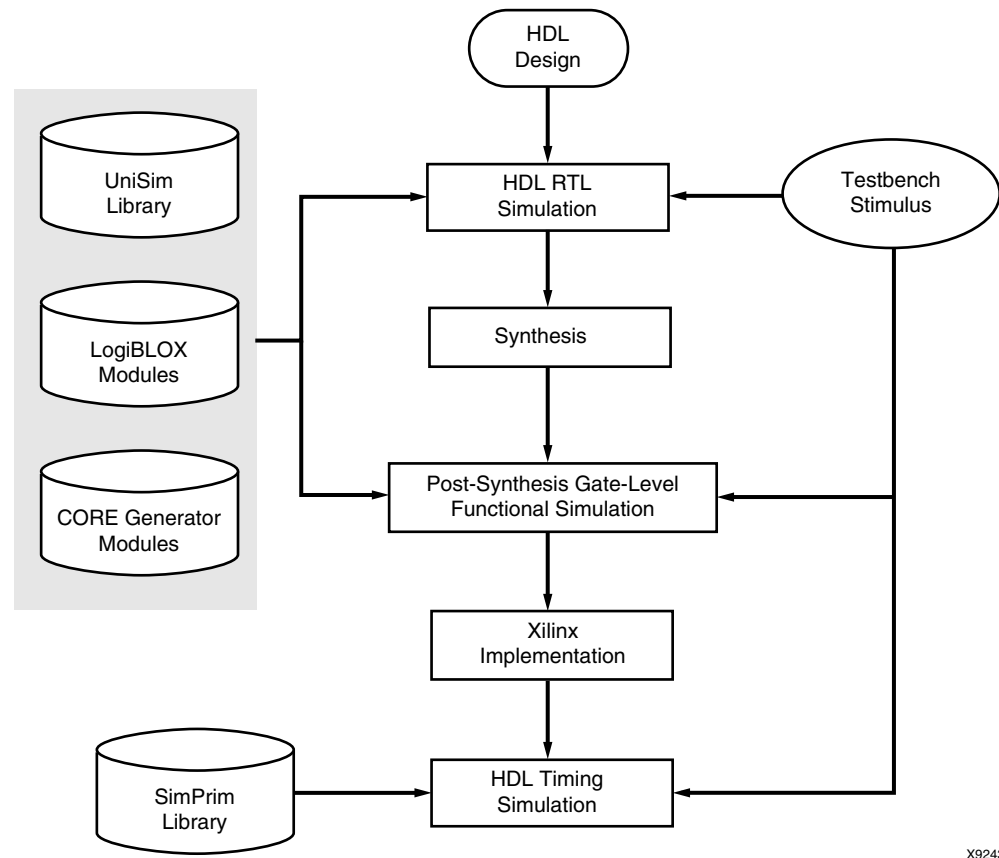 HDL
Design
UniSim
Library
HDL RTL
Simulation
Testbench
Stimulus
LogiBLOX
Modules
Synthesis
CORE Generator
Modules
Post-Synthesis Gate-Level
Functional Simulation
Xilinx
Implementation
SimPrim
Library
HDL Timing
Simulation